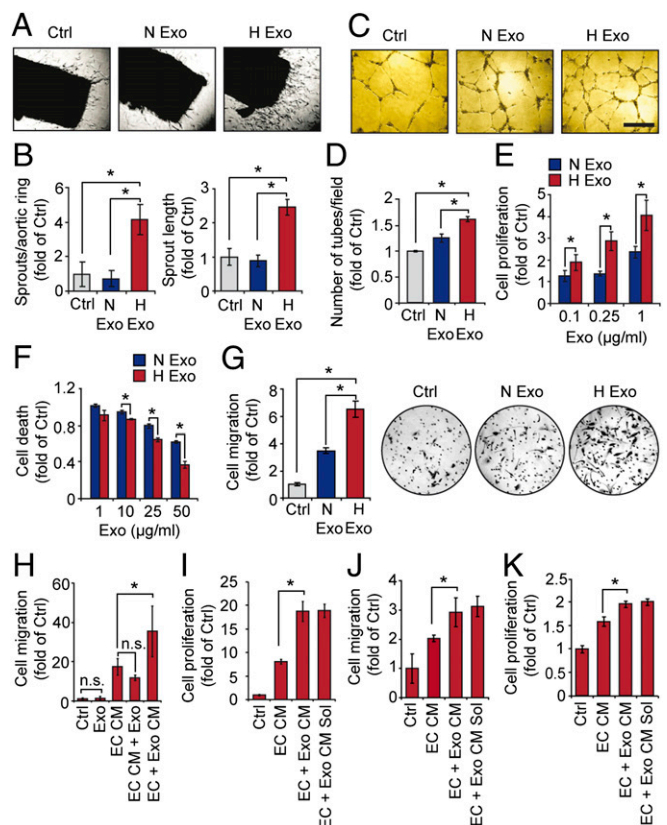 A
Ctrl N Exo H Exo
C
Ctrl N Exo H Exo
B
Sprouts/aortic ring
(fold of Ctrl)
6
4
2
0
*
*
Ctrl N H
Exo Exo
Sprout length
(fold of Ctrl)
3
2
1
0
*
*
Ctrl N H
Exo Exo
D
Number of tubes/field
(fold of Ctrl)
2
1.5
1
0
*
*
Ctrl N H
Exo Exo
E
N Exo
H Exo
Cell proliferation
(fold of Ctrl)
5
4
3
2
1
0
* * *
0.1 0.25 1
Exo (µg/ml)
F
N Exo
H Exo
Cell death
(fold of Ctrl)
1.2
0.8
0.4
0
* * *
1 10 25 50
Exo (µg/ml)
G
Cell migration
(fold of Ctrl)
8
6
4
2
0
*
*
Ctrl N H
Exo Exo
Ctrl N Exo H Exo
H
Cell migration
(fold of Ctrl)
60
40
20
0
*
n.s.
n.s.
Ctrl
Exo
EC CM
EC CM + Exo
EC + Exo CM
I
Cell proliferation
(fold of Ctrl)
25
20
15
10
5
0
*
Ctrl
EC CM
EC + Exo CM
EC + Exo CM Sol
J
Cell migration
(fold of Ctrl)
4
3
2
1
0
*
Ctrl
EC CM
EC + Exo CM
EC + Exo CM Sol
K
Cell proliferation
(fold of Ctrl)
2.5
2
1.5
1
0
*
Ctrl
EC CM
EC + Exo CM
EC + Exo CM Sol